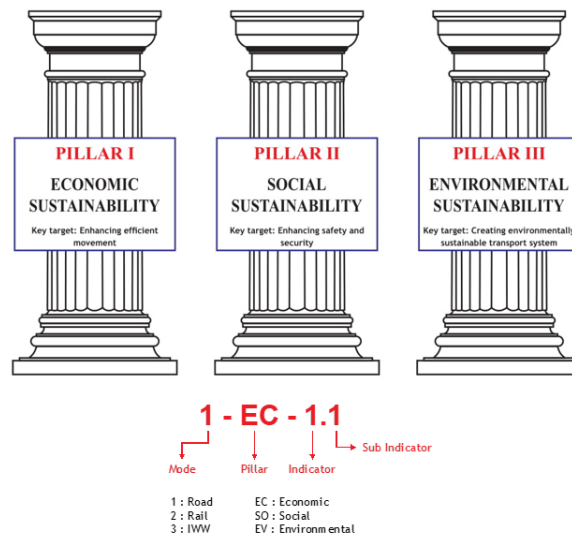 PILLAR I
ECONOMIC
SUSTAINABILITY
Key target: Enhancing efficient
movement
PILLAR II
SOCIAL
SUSTAINABILITY
Key target: Enhancing safety and
security
PILLAR III
ENVIRONMENTAL
SUSTAINABILITY
Key target: Creating environmentally
sustainable transport system
1 - EC - 1.1
Sub Indicator
Mode Pillar Indicator
1 : Road EC : Economic
2 : Rail SO : Social
3 : IWW EV : Environmental